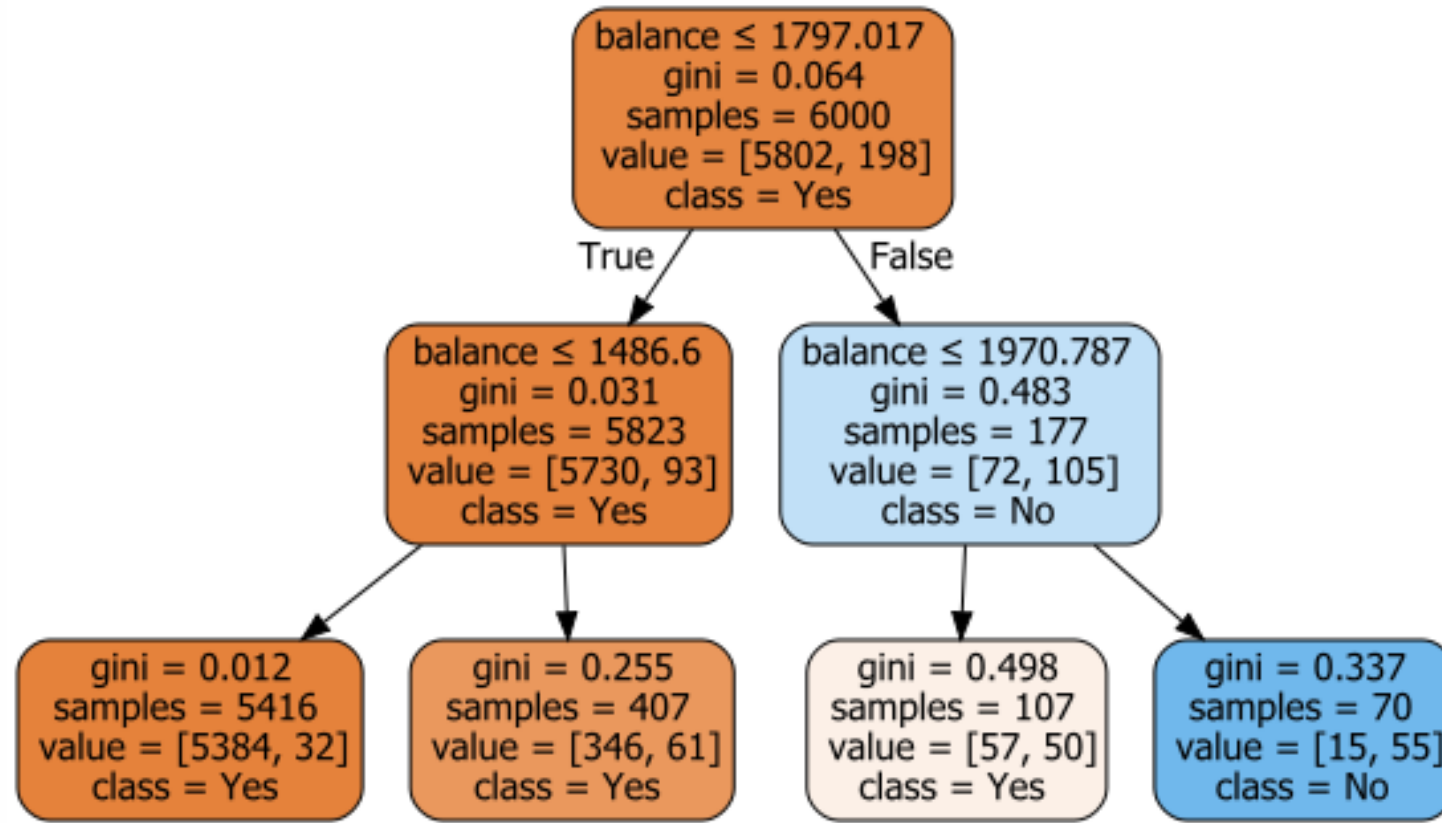 balance ≤ 1797.017
gini = 0.064
samples = 6000
value = [5802, 198]
class = Yes
True
False
balance ≤ 1486.6
gini = 0.031
samples = 5823
value = [5730, 93]
class = Yes
balance ≤ 1970.787
gini = 0.483
samples = 177
value = [72, 105]
class = No
gini = 0.012
samples = 5416
value = [5384, 32]
class = Yes
gini = 0.255
samples = 407
value = [346, 61]
class = Yes
gini = 0.498
samples = 107
value = [57, 50]
class = Yes
gini = 0.337
samples = 70
value = [15, 55]
class = No